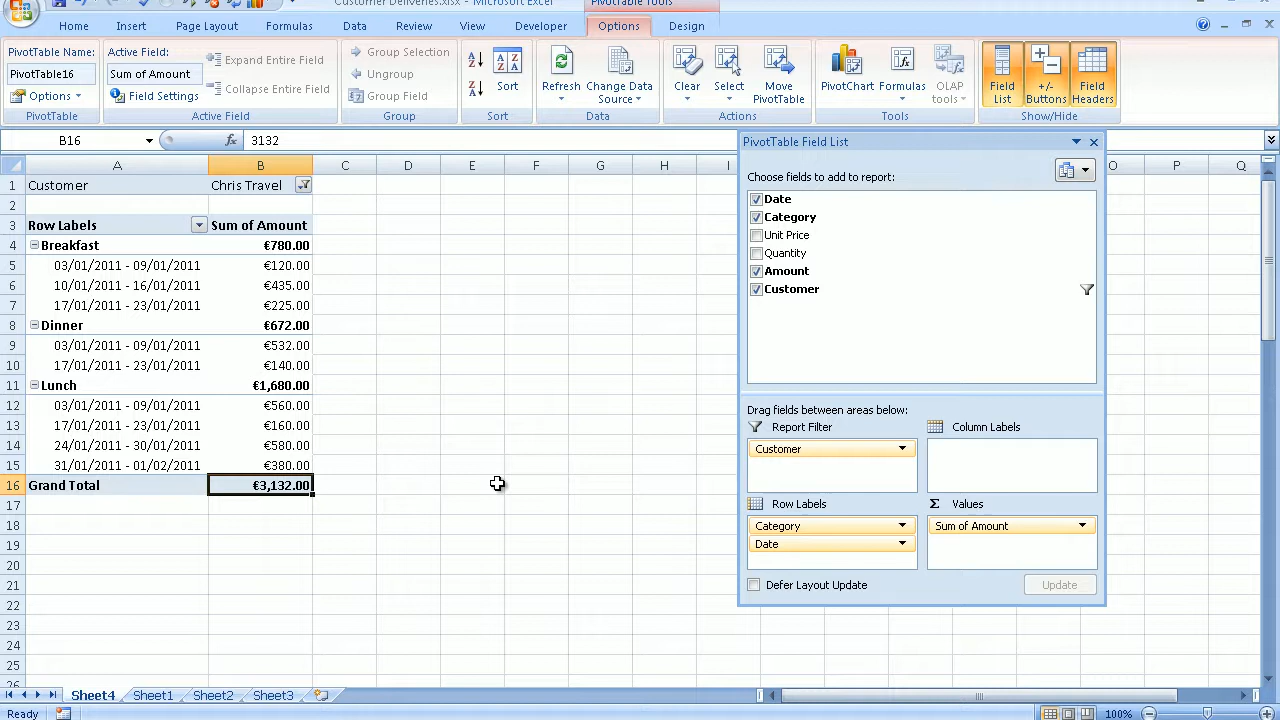 Customer Deliveries.xlsx - Microsoft Excel
PivotTable Tools
Home Insert Page Layout Formulas Data Review View Developer Options Design
PivotTable Name: Active Field:
PivotTable16 Sum of Amount
Options Field Settings
Expand Entire Field
Collapse Entire Field
Group Selection
Ungroup
Group Field
Sort Refresh Change Data Source Clear Select Move PivotTable PivotChart Formulas OLAP tools Field List +/- Buttons Field Headers
PivotTable Active Field Group Sort Data Actions Tools Show/Hide
B16 fx 3132
A B C D E F G H I O P Q
1 Customer Chris Travel
2
3 Row Labels Sum of Amount
4 Breakfast €780.00
5 03/01/2011 - 09/01/2011 €120.00
6 10/01/2011 - 16/01/2011 €435.00
7 17/01/2011 - 23/01/2011 €225.00
8 Dinner €672.00
9 03/01/2011 - 09/01/2011 €532.00
10 17/01/2011 - 23/01/2011 €140.00
11 Lunch €1,680.00
12 03/01/2011 - 09/01/2011 €560.00
13 17/01/2011 - 23/01/2011 €160.00
14 24/01/2011 - 30/01/2011 €580.00
15 31/01/2011 - 01/02/2011 €380.00
16 Grand Total €3,132.00
17
18
19
20
21
22
23
24
25
PivotTable Field List
Choose fields to add to report:
Date
Category
Unit Price
Quantity
Amount
Customer
Drag fields between areas below:
Report Filter Column Labels
Customer
Row Labels Σ Values
Category Sum of Amount
Date
Defer Layout Update Update
Sheet4 Sheet1 Sheet2 Sheet3
Ready 100%